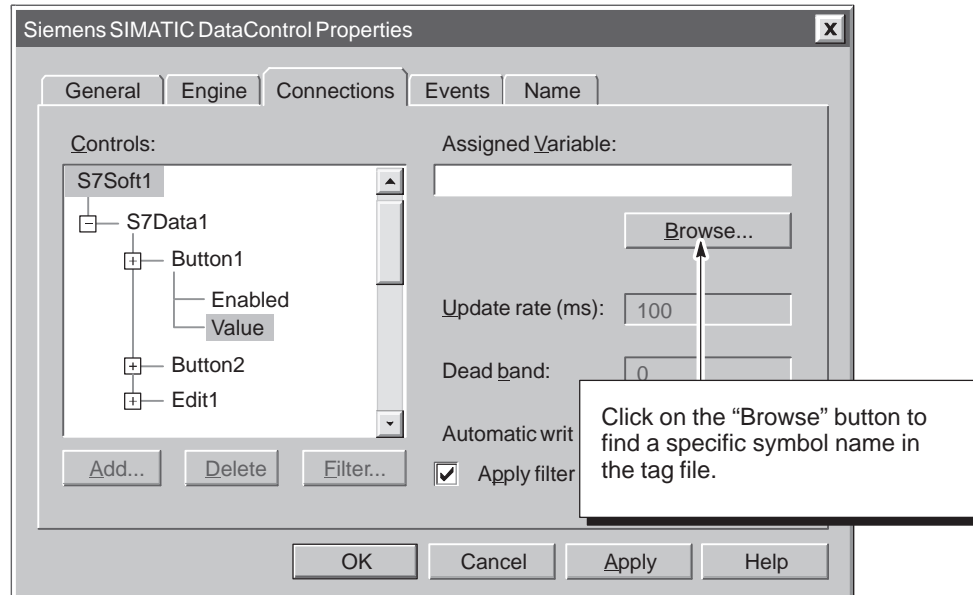 Siemens SIMATIC DataControl Properties
x
General Engine Connections Events Name
Controls:
S7Soft1
S7Data1
Button1
Enabled
Value
Button2
Edit1
Add... Delete Filter...
Assigned Variable:
Browse...
Update rate (ms): 100
Dead band: 0
Automatic writ
Apply filter
Click on the “Browse” button to
find a specific symbol name in
the tag file.
OK Cancel Apply Help